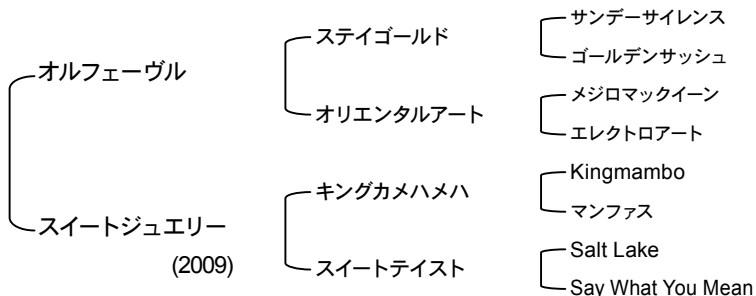 サンデーサイレンス
ステイゴールド
ゴールデンサッシュ
オルフェーヴル
メジロマックイーン
オリエンタルアート
エレクトロアート
Kingmambo
キングカメハメハ
マンファス
スイートジュエリー
Salt Lake
(2009)
スイートテイスト
Say What You Mean